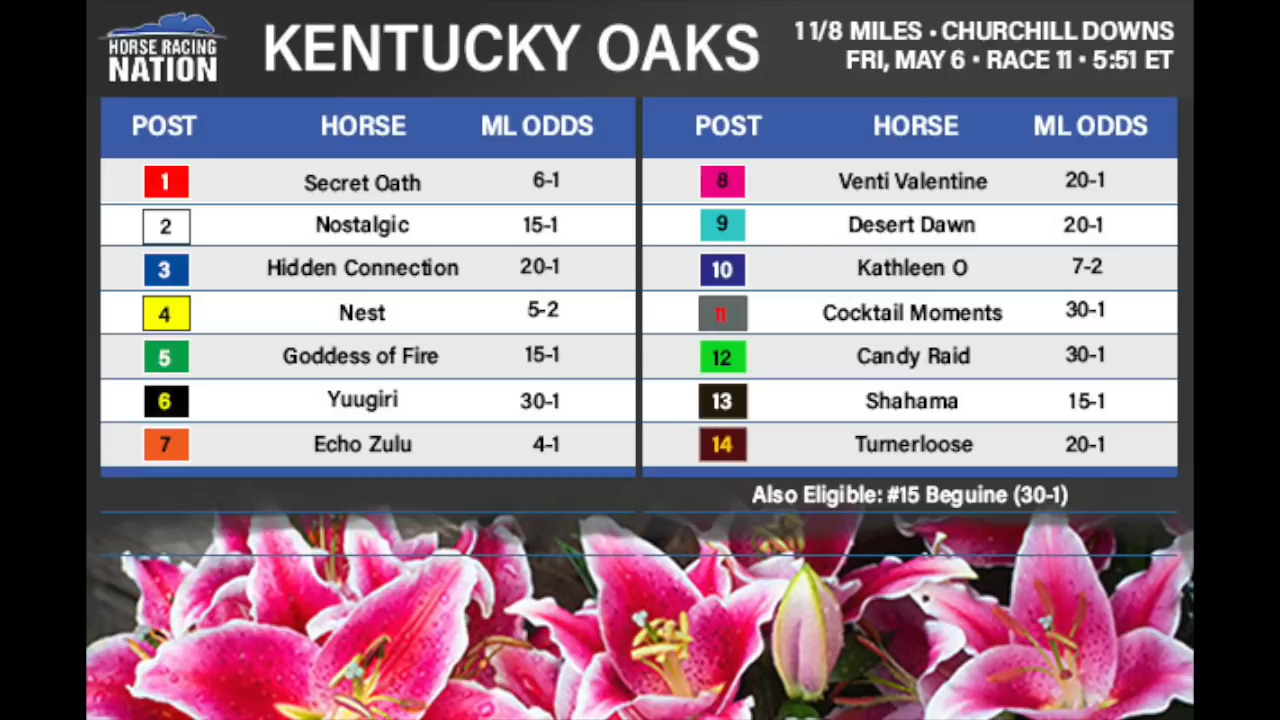 HORSE RACING
NATION
KENTUCKY OAKS
1 1/8 MILES • CHURCHILL DOWNS
FRI, MAY 6 • RACE 11 • 5:51 ET
POST HORSE ML ODDS
1 Secret Oath 6-1
2 Nostalgic 15-1
3 Hidden Connection 20-1
4 Nest 5-2
5 Goddess of Fire 15-1
6 Yuugiri 30-1
7 Echo Zulu 4-1
POST HORSE ML ODDS
8 Venti Valentine 20-1
9 Desert Dawn 20-1
10 Kathleen O 7-2
11 Cocktail Moments 30-1
12 Candy Raid 30-1
13 Shahama 15-1
14 Turnerloose 20-1
Also Eligible: #15 Beguine (30-1)